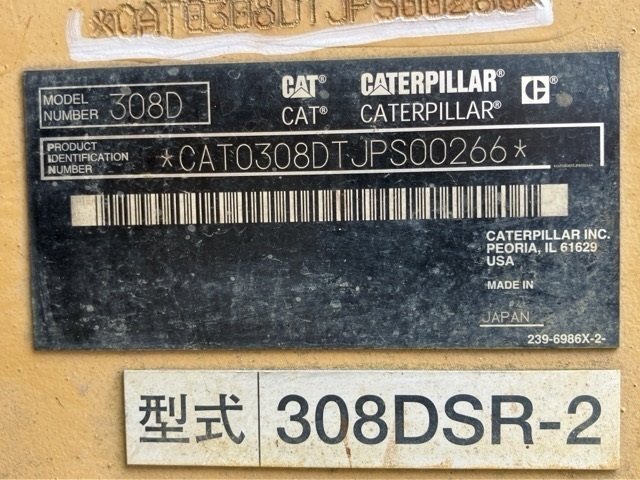 *CAT0308DTJPS00266*
MODEL NUMBER 308D
CAT® CATERPILLAR®
CAT® CATERPILLAR®
PRODUCT IDENTIFICATION NUMBER *CAT0308DTJPS00266*
CATERPILLAR INC.
PEORIA, IL 61629
USA
MADE IN
JAPAN
239-6986X-2-
型式 308DSR-2